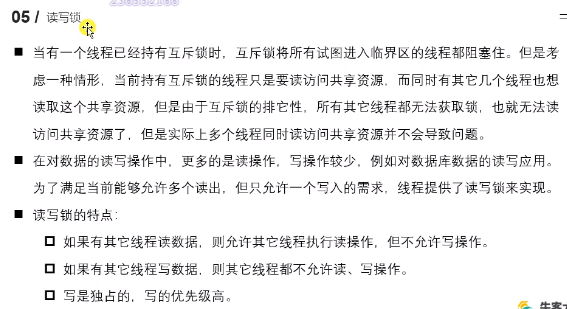 05 / 读写锁
■ 当有一个线程已经持有互斥锁时，互斥锁将所有试图进入临界区的线程都阻塞住。但是考
虑一种情形，当前持有互斥锁的线程只是要读访问共享资源，而同时有其它几个线程也想
读取这个共享资源，但是由于互斥锁的排它性，所有其它线程都无法获取锁，也就无法读
访问共享资源了，但是实际上多个线程同时读访问共享资源并不会导致问题。
■ 在对数据的读写操作中，更多的是读操作，写操作较少，例如对数据库数据的读写应用。
为了满足当前能够允许多个读出，但只允许一个写入的需求，线程提供了读写锁来实现。
■ 读写锁的特点：
□ 如果有其它线程读数据，则允许其它线程执行读操作，但不允许写操作。
□ 如果有其它线程写数据，则其它线程都不允许读、写操作。
□ 写是独占的，写的优先级高。
牛客